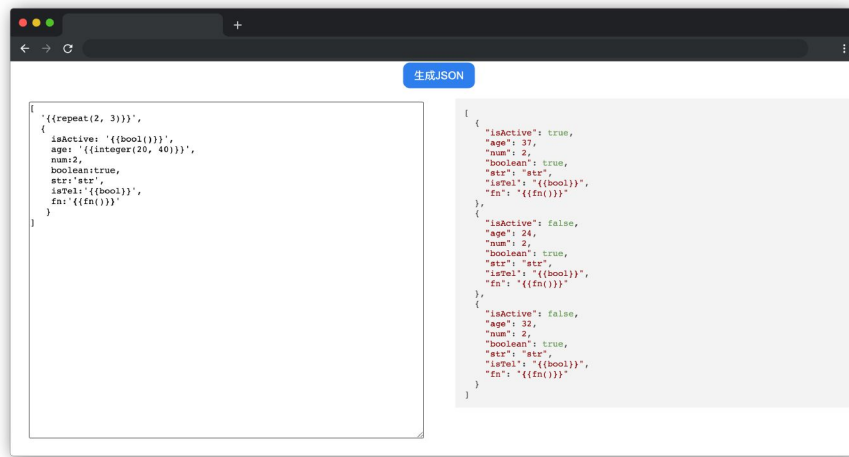 生成JSON
[
  '{{repeat(2, 3)}}',
  {
    isActive: '{{bool()}}',
    age: '{{integer(20, 40)}}',
    num:2,
    boolean:true,
    str:'str',
    isTel:'{{bool}}',
    fn:'{{fn()}}'
   }
]
[
  {
    "isActive": true,
    "age": 37,
    "num": 2,
    "boolean": true,
    "str": "str",
    "isTel": "{{bool}}",
    "fn": "{{fn()}}"
  },
  {
    "isActive": false,
    "age": 24,
    "num": 2,
    "boolean": true,
    "str": "str",
    "isTel": "{{bool}}",
    "fn": "{{fn()}}"
  },
  {
    "isActive": false,
    "age": 32,
    "num": 2,
    "boolean": true,
    "str": "str",
    "isTel": "{{bool}}",
    "fn": "{{fn()}}"
  }
]